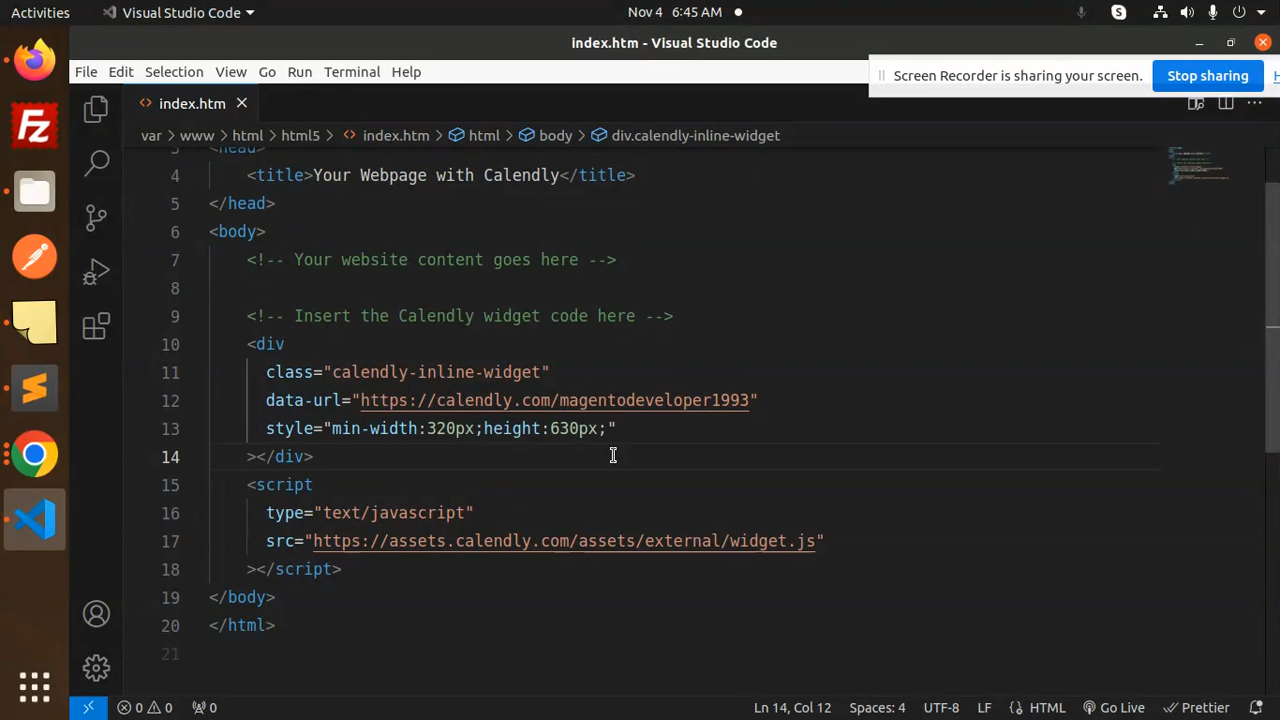 Activities Visual Studio Code Nov 4 6:45 AM
index.htm - Visual Studio Code
File Edit Selection View Go Run Terminal Help
Screen Recorder is sharing your screen. Stop sharing
index.htm
var www html html5 index.htm html body div.calendly-inline-widget
3 <head>
4 <title>Your Webpage with Calendly</title>
5 </head>
6 <body>
7 <!-- Your website content goes here -->
8
9 <!-- Insert the Calendly widget code here -->
10 <div
11 class="calendly-inline-widget"
12 data-url="https://calendly.com/magentodeveloper1993"
13 style="min-width:320px;height:630px;"
14 ></div>
15 <script
16 type="text/javascript"
17 src="https://assets.calendly.com/assets/external/widget.js"
18 ></script>
19 </body>
20 </html>
21
0 0 0 Ln 14, Col 12 Spaces: 4 UTF-8 LF HTML Go Live Prettier